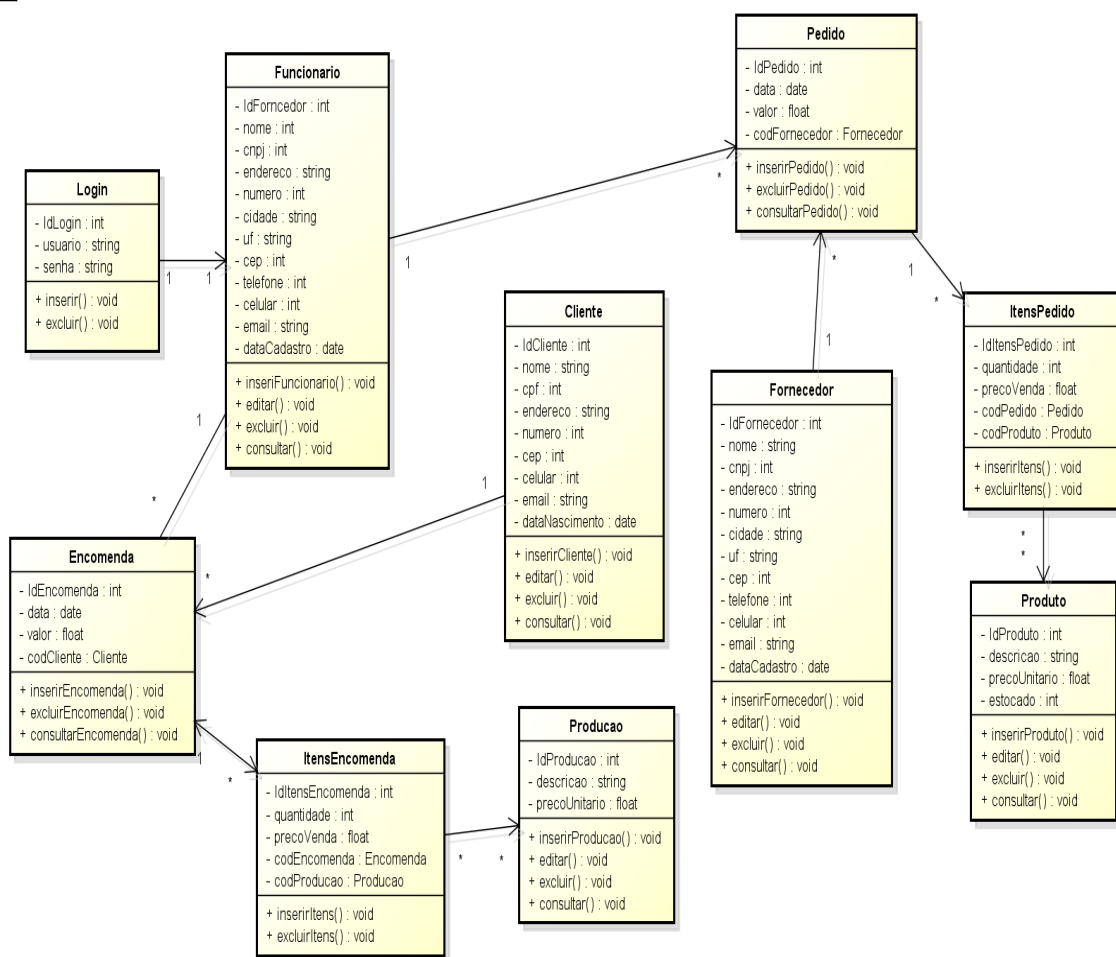 Pedido
- IdPedido : int
- data : date
- valor : float
- codFornecedor : Fornecedor
+ inserirPedido() : void
+ excluirPedido() : void
+ consultarPedido() : void
Funcionario
- IdForncedor : int
- nome : int
- cnpj : int
- endereco : string
- numero : int
- cidade : string
- uf : string
- cep : int
- telefone : int
- celular : int
- email : string
- dataCadastro : date
+ inseriFuncionario() : void
+ editar() : void
+ excluir() : void
+ consultar() : void
Login
- IdLogin : int
- usuario : string
- senha : string
+ inserir() : void
+ excluir() : void
1
1
1
*
*
1
1
*
1
*
Cliente
- IdCliente : int
- nome : string
- cpf : int
- endereco : string
- numero : int
- cep : int
- celular : int
- email : string
- dataNascimento : date
+ inserirCliente() : void
+ editar() : void
+ excluir() : void
+ consultar() : void
ItensPedido
- IdItensPedido : int
- quantidade : int
- precoVenda : float
- codPedido : Pedido
- codProduto : Produto
+ inserirItens() : void
+ excluirItens() : void
Fornecedor
- IdFornecedor : int
- nome : string
- cnpj : int
- endereco : string
- numero : int
- cidade : string
- uf : string
- cep : int
- telefone : int
- celular : int
- email : string
- dataCadastro : date
+ inserirFornecedor() : void
+ editar() : void
+ excluir() : void
+ consultar() : void
1
*
*
*
Encomenda
- IdEncomenda : int
- data : date
- valor : float
- codCliente : Cliente
+ inserirEncomenda() : void
+ excluirEncomenda() : void
+ consultarEncomenda() : void
Produto
- IdProduto : int
- descricao : string
- precoUnitario : float
- estocado : int
+ inserirProduto() : void
+ editar() : void
+ excluir() : void
+ consultar() : void
1
*
ItensEncomenda
- IdItensEncomenda : int
- quantidade : int
- precoVenda : float
- codEncomenda : Encomenda
- codProducao : Producao
+ inserirItens() : void
+ excluirItens() : void
*
*
Producao
- IdProducao : int
- descricao : string
- precoUnitario : float
+ inserirProducao() : void
+ editar() : void
+ excluir() : void
+ consultar() : void